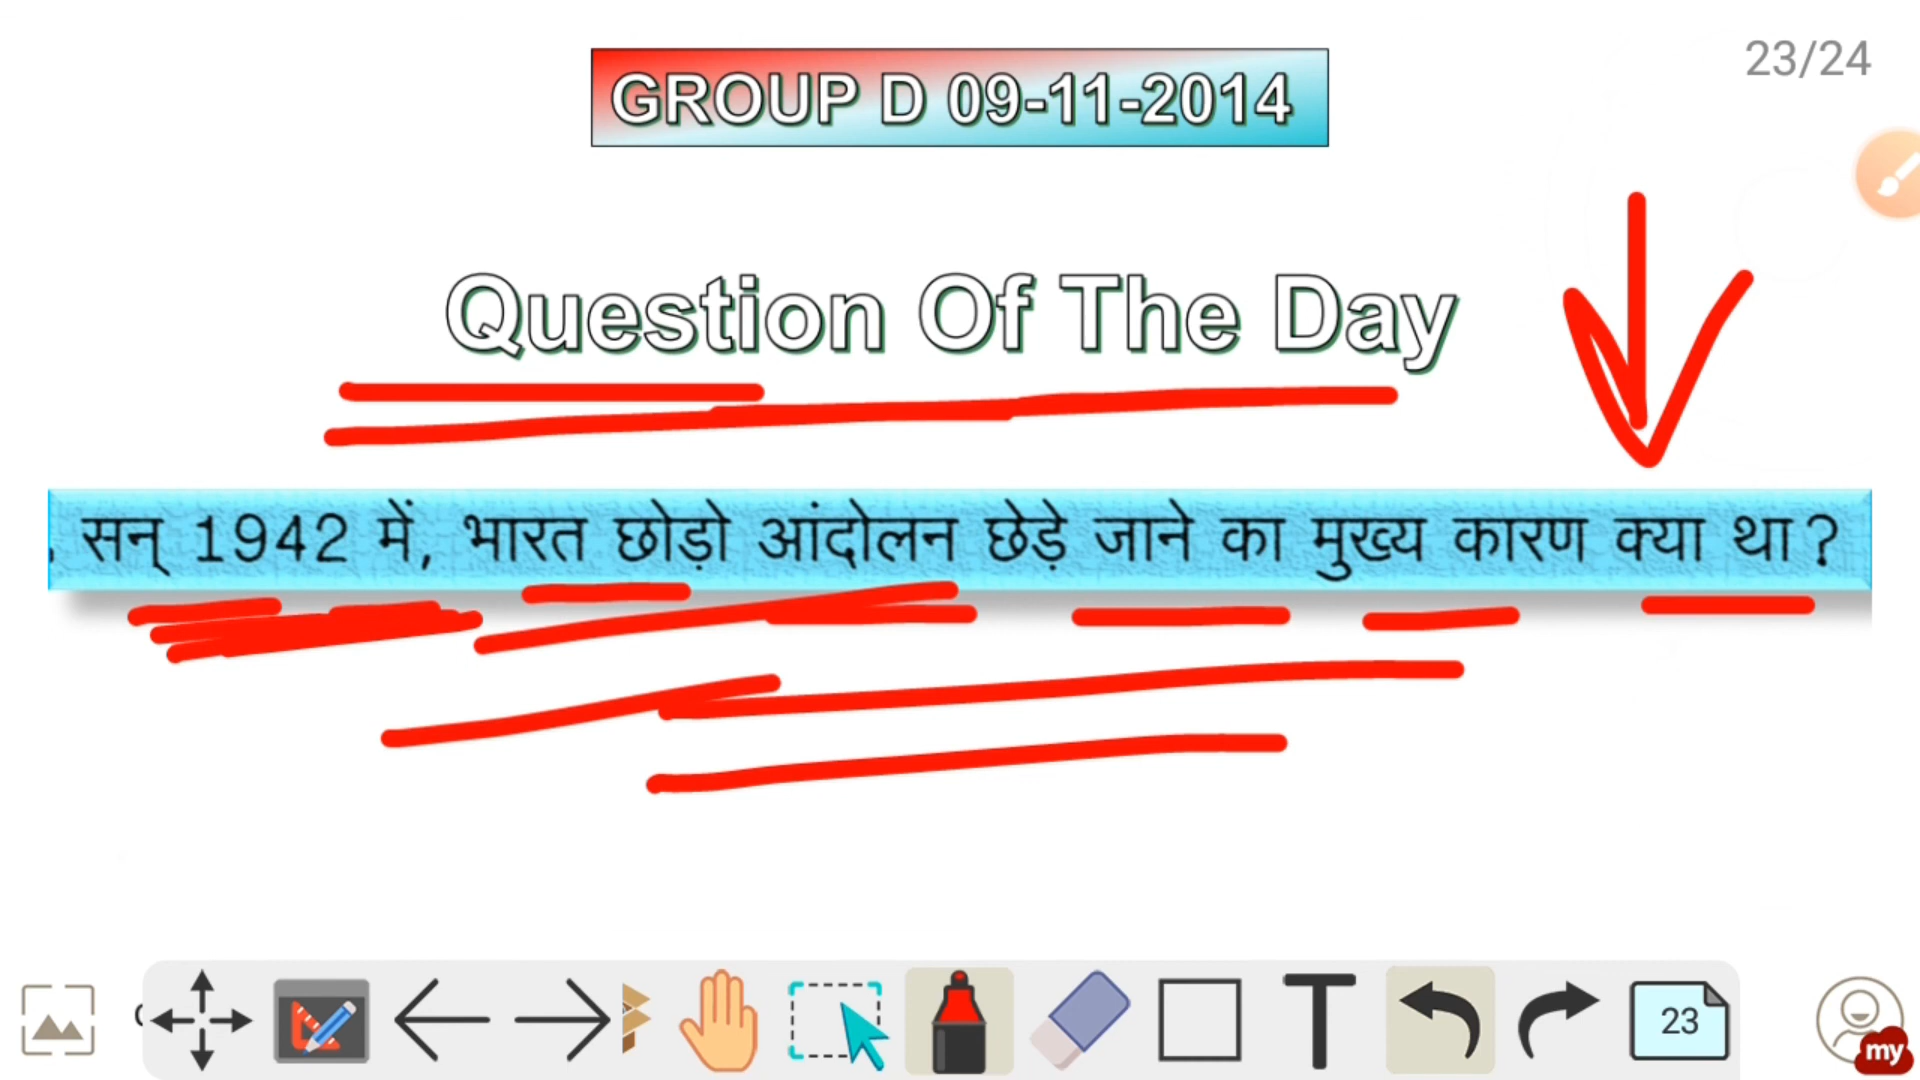 23/24
GROUP D 09-11-2014
Question Of The Day
. सन् 1942 में, भारत छोड़ो आंदोलन छेड़े जाने का मुख्य कारण क्या था?
23
my